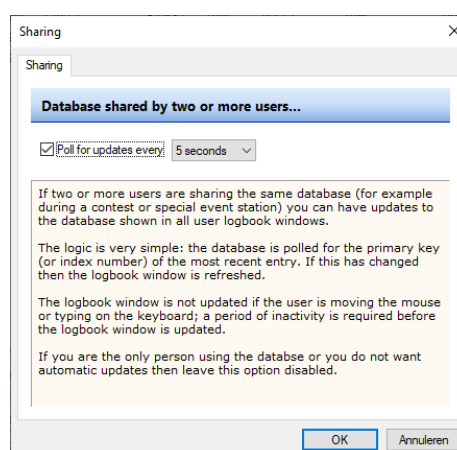 Sharing
Sharing
Database shared by two or more users...
Poll for updates every 5 seconds
If two or more users are sharing the same database (for example
during a contest or special event station) you can have updates to
the database shown in all user logbook windows.
The logic is very simple: the database is polled for the primary key
(or index number) of the most recent entry. If this has changed
then the logbook window is refreshed.
The logbook window is not updated if the user is moving the mouse
or typing on the keyboard; a period of inactivity is required before
the logbook window is updated.
If you are the only person using the databse or you do not want
automatic updates then leave this option disabled.
OK Annuleren